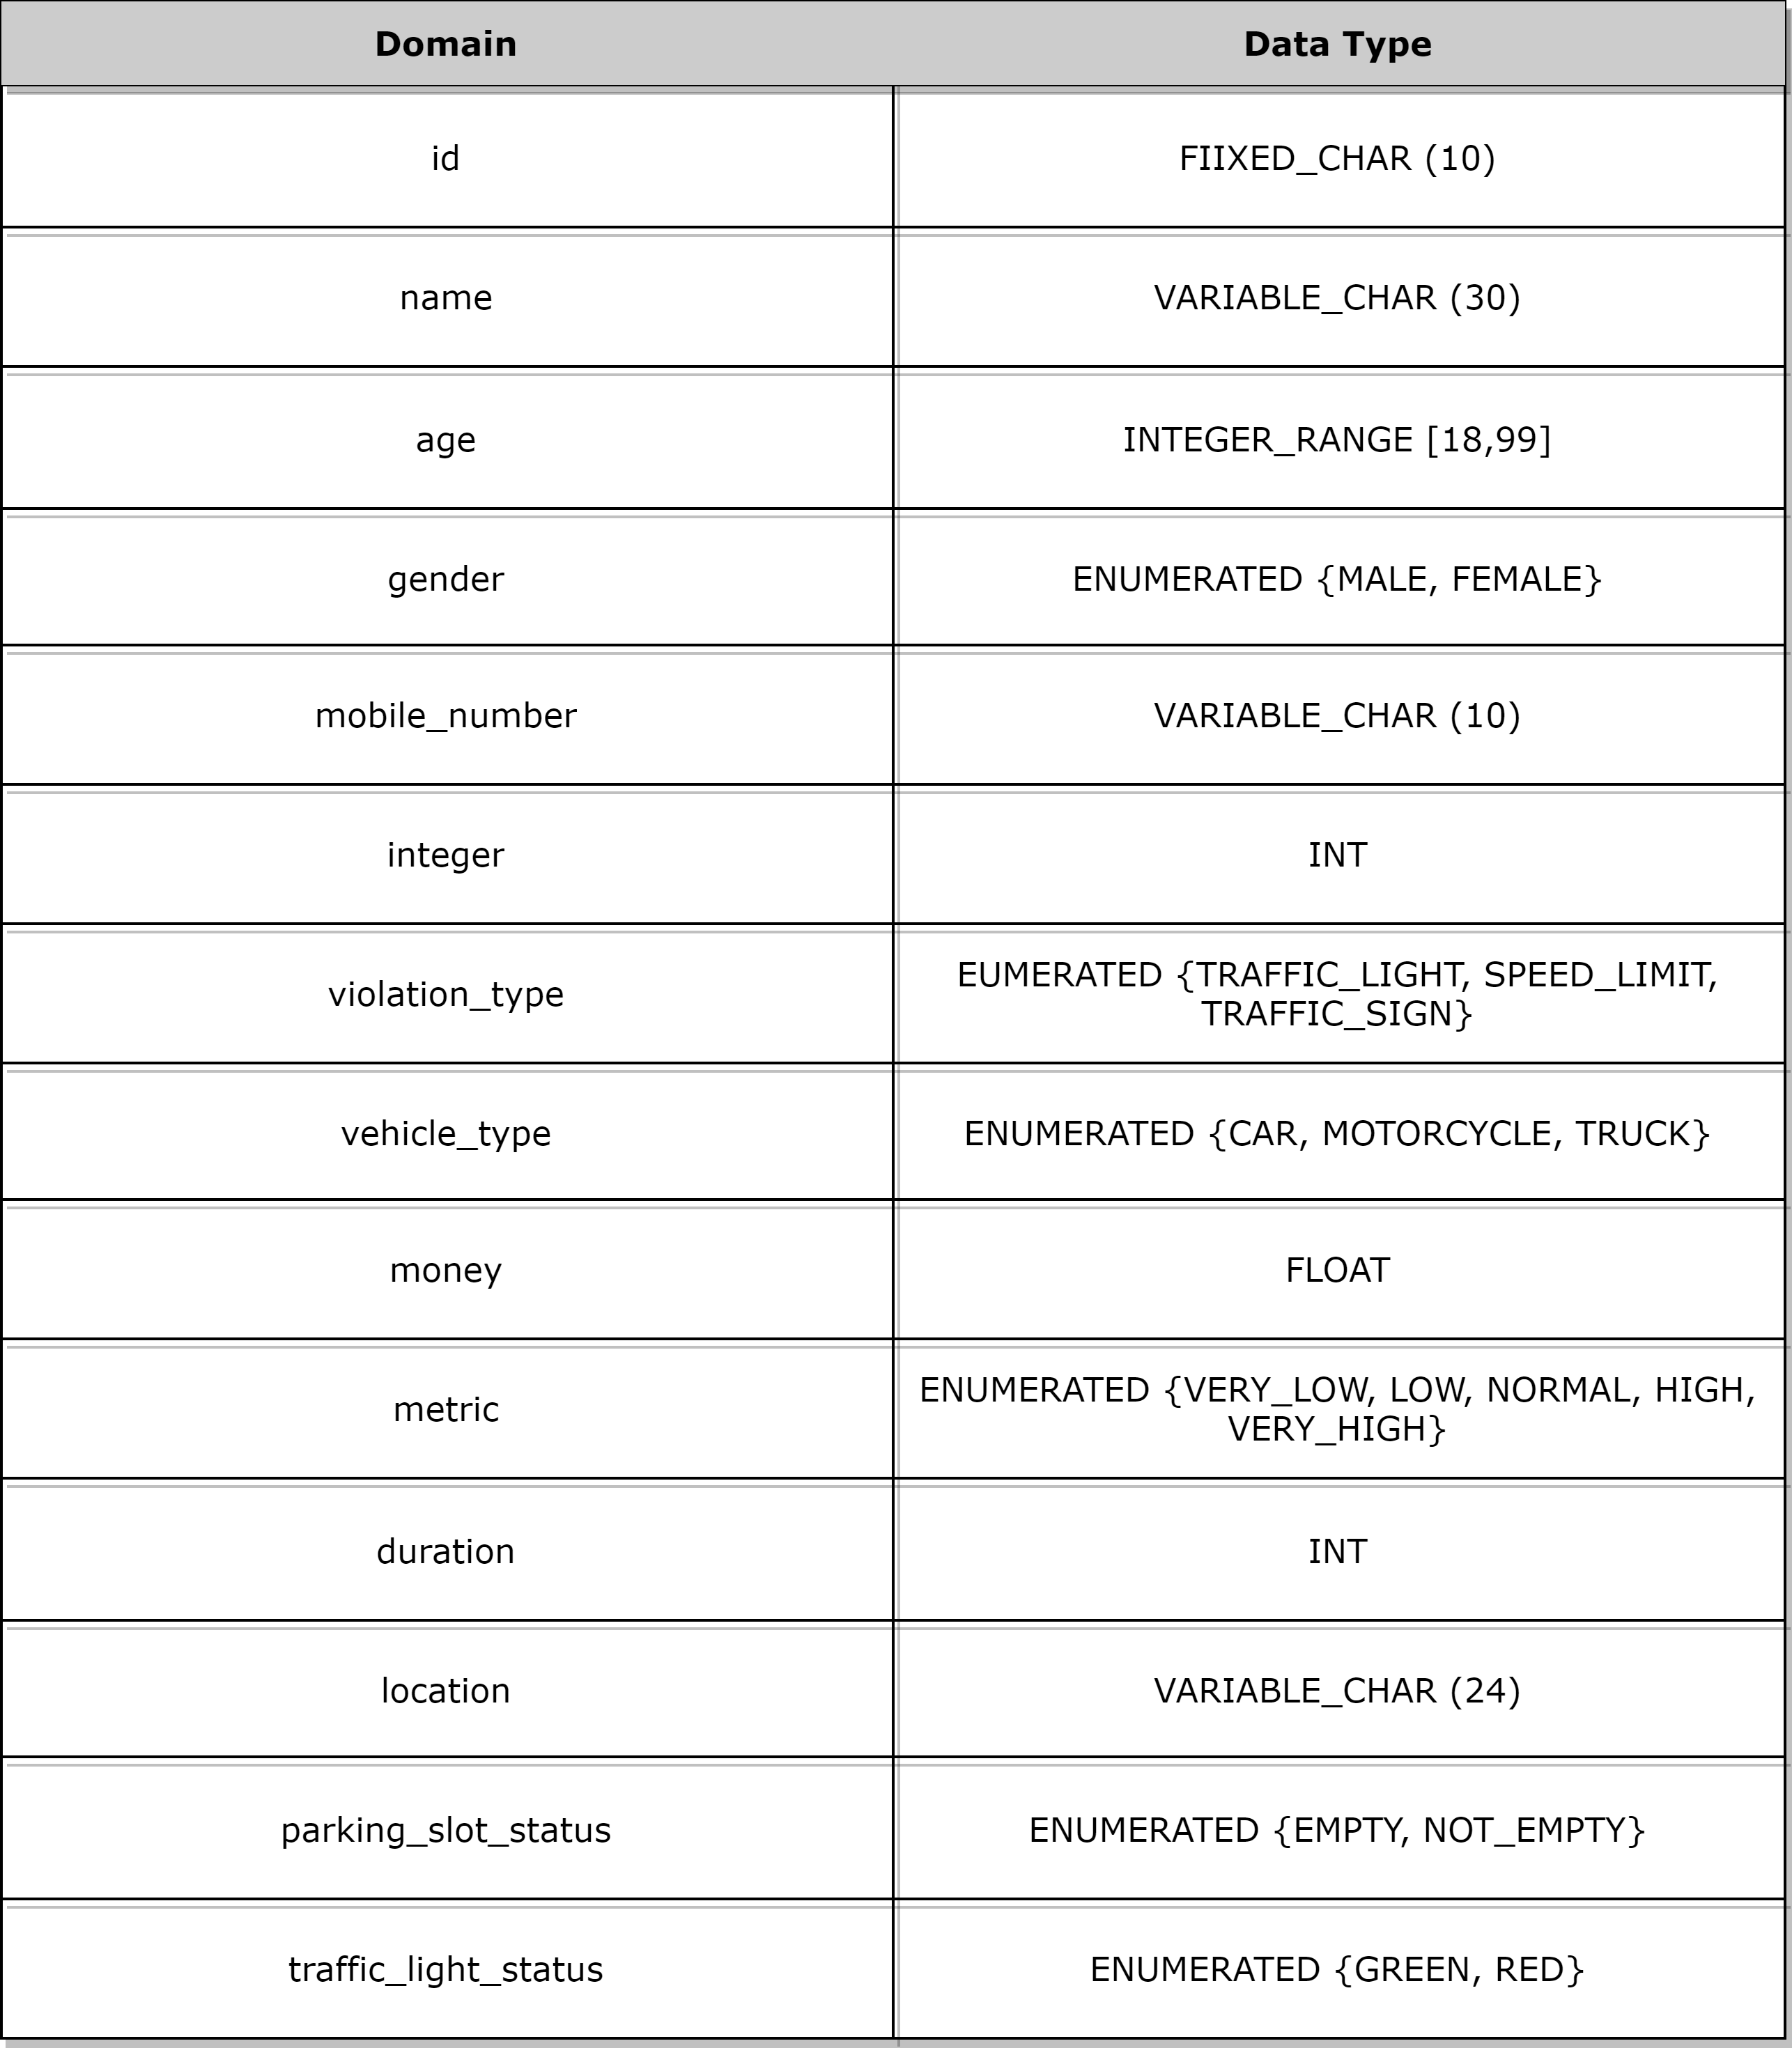 Domain Data Type
id FIIXED_CHAR (10)
name VARIABLE_CHAR (30)
age INTEGER_RANGE [18,99]
gender ENUMERATED {MALE, FEMALE}
mobile_number VARIABLE_CHAR (10)
integer INT
violation_type EUMERATED {TRAFFIC_LIGHT, SPEED_LIMIT,
TRAFFIC_SIGN}
vehicle_type ENUMERATED {CAR, MOTORCYCLE, TRUCK}
money FLOAT
metric ENUMERATED {VERY_LOW, LOW, NORMAL, HIGH,
VERY_HIGH}
duration INT
location VARIABLE_CHAR (24)
parking_slot_status ENUMERATED {EMPTY, NOT_EMPTY}
traffic_light_status ENUMERATED {GREEN, RED}